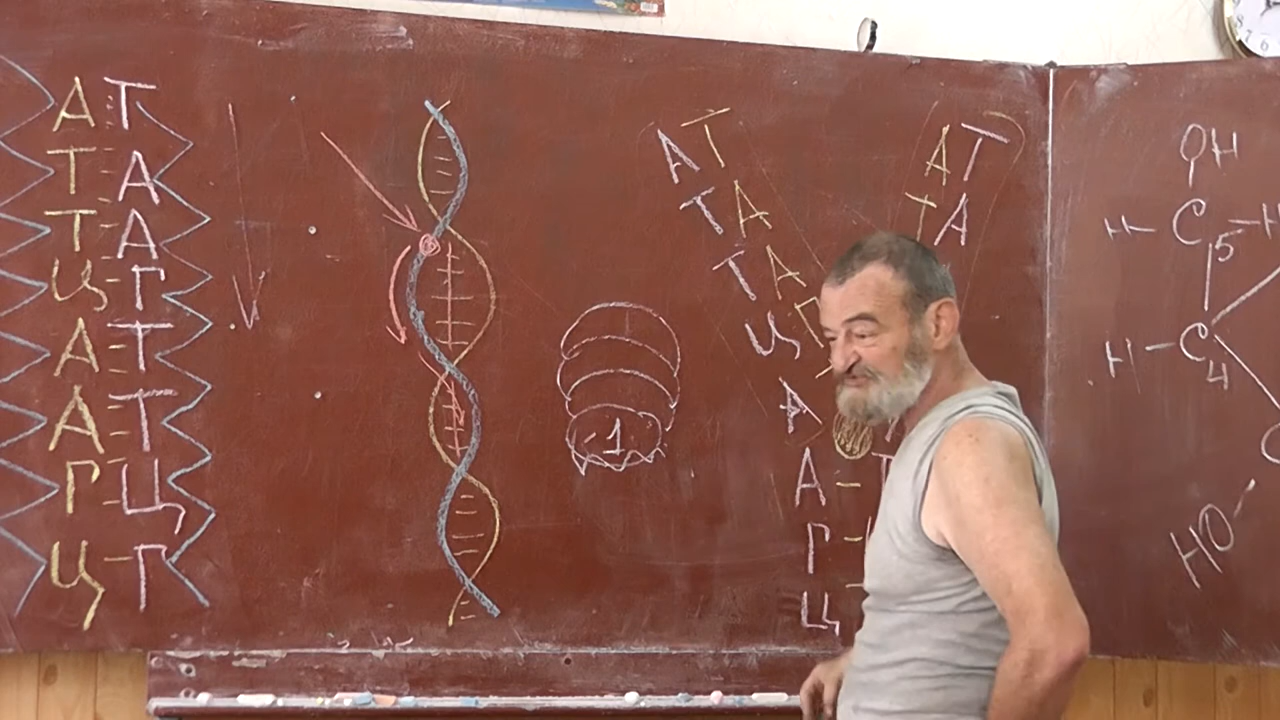 А Т
Т А
Т А
Ц Г
А Т
А Т
Г Ц
Ц Г
1
А Т
Т А
Т А
Ц Г
А
А
Г
Ц
А Т
Т А
ОН
Н С Н
5
Н С
4
НО